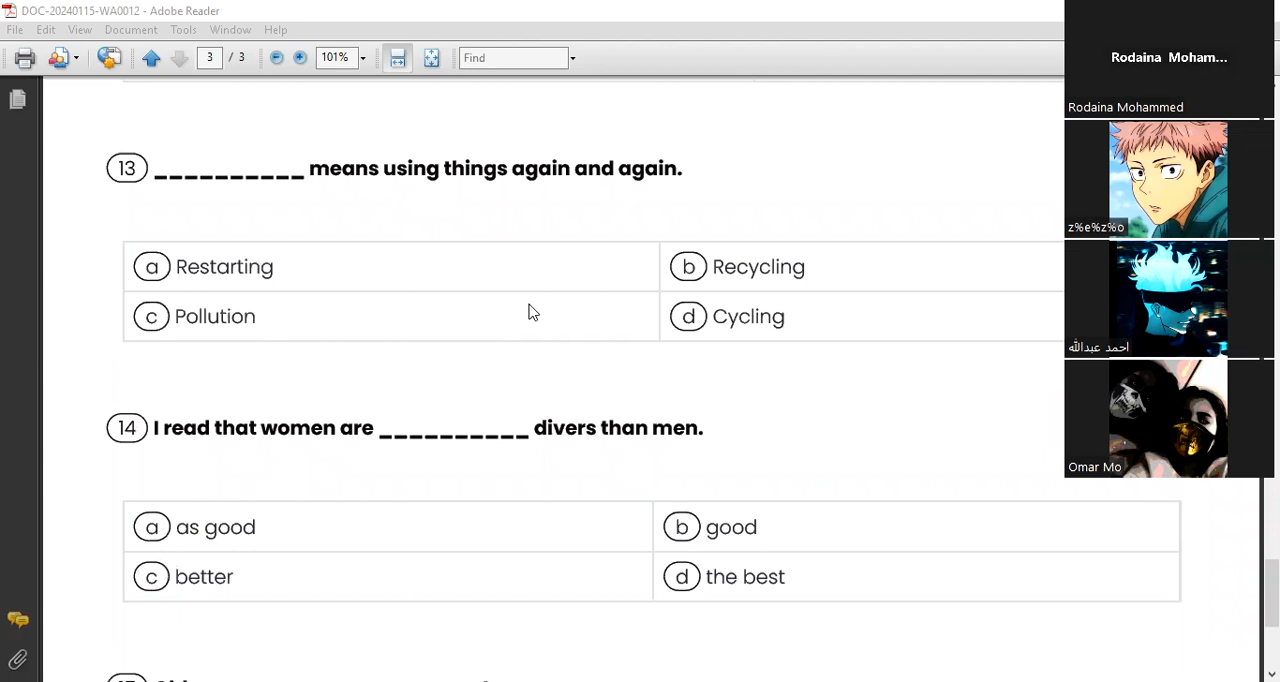 DOC-20240115-WA0012 - Adobe Reader
File Edit View Document Tools Window Help
3 / 3 101% Find
13 __________ means using things again and again.
a Restarting b Recycling
c Pollution d Cycling
14 I read that women are __________ divers than men.
a as good b good
c better d the best
Rodaina Moham...
Rodaina Mohammed
z%e%z%o
احمد عبدالله
Omar Mo